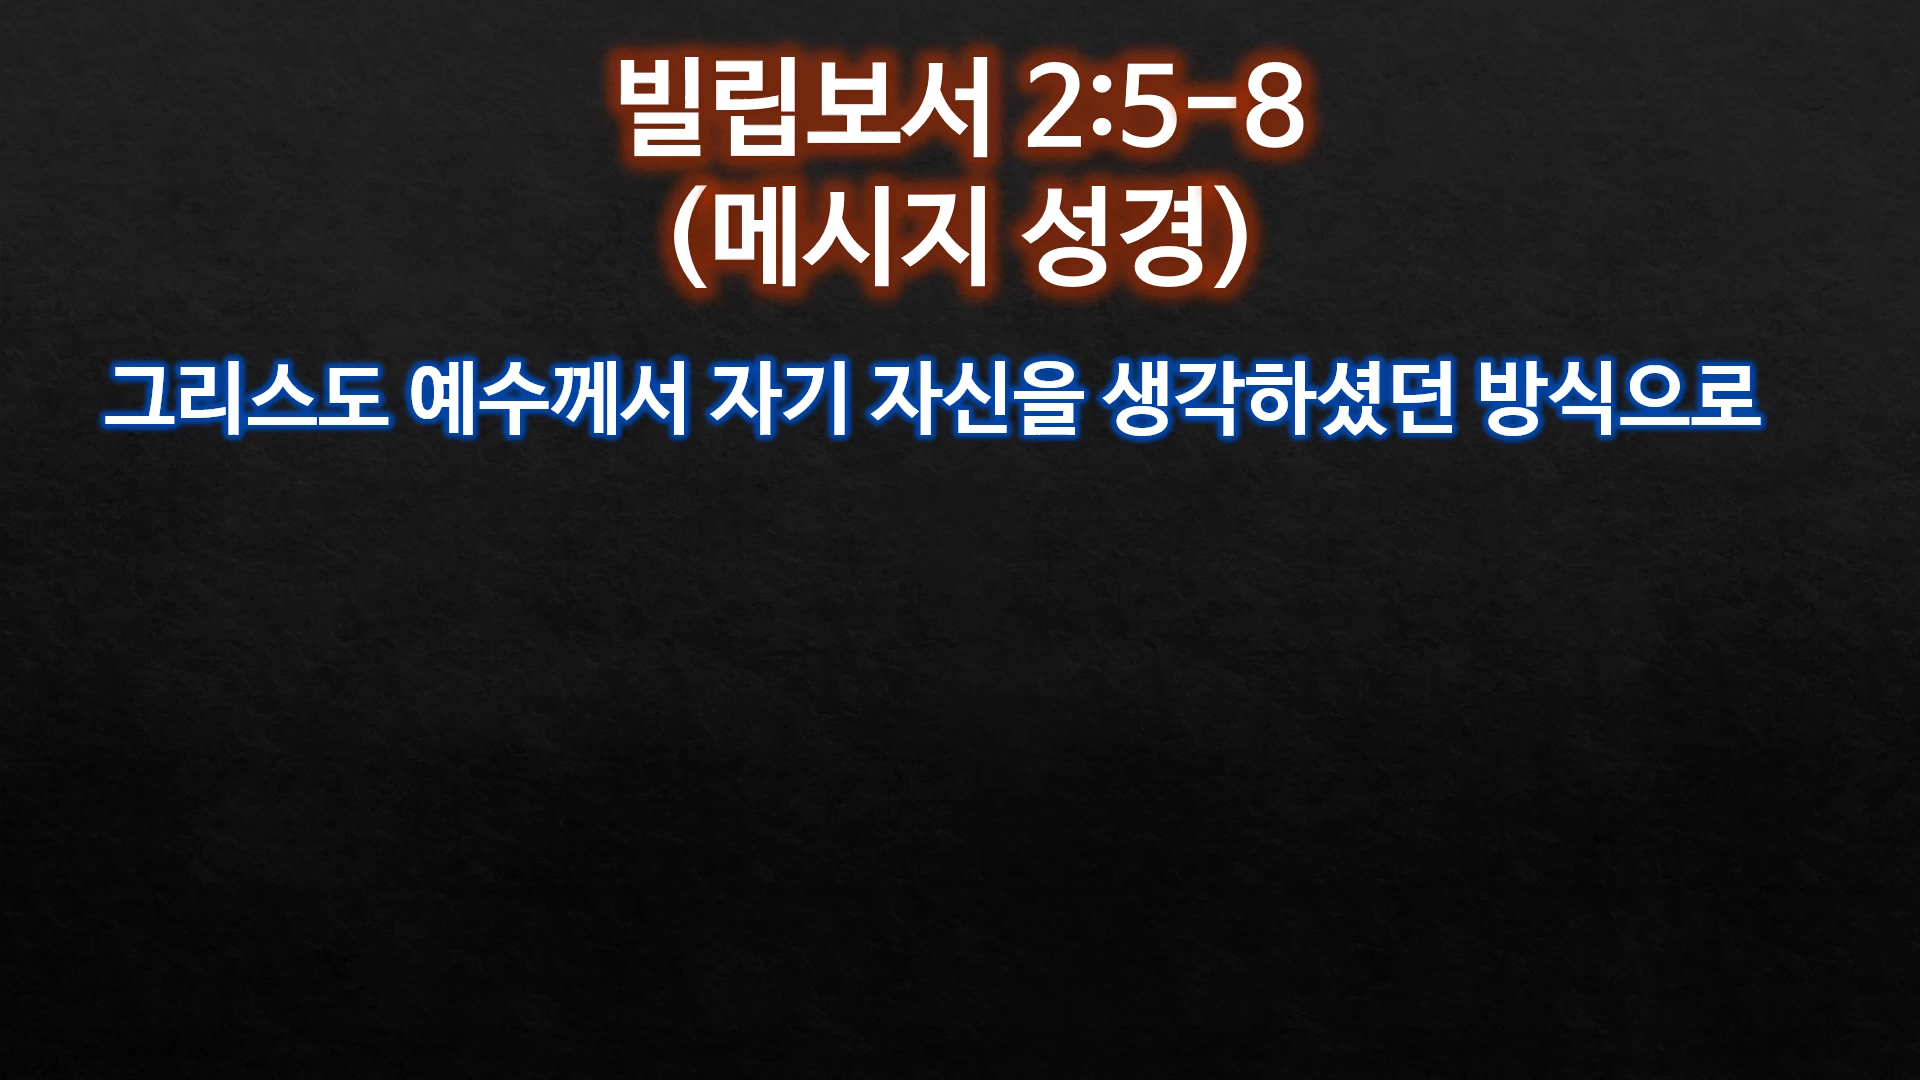 빌립보서 2:5-8
(메시지 성경)
그리스도 예수께서 자기 자신을 생각하셨던 방식으로